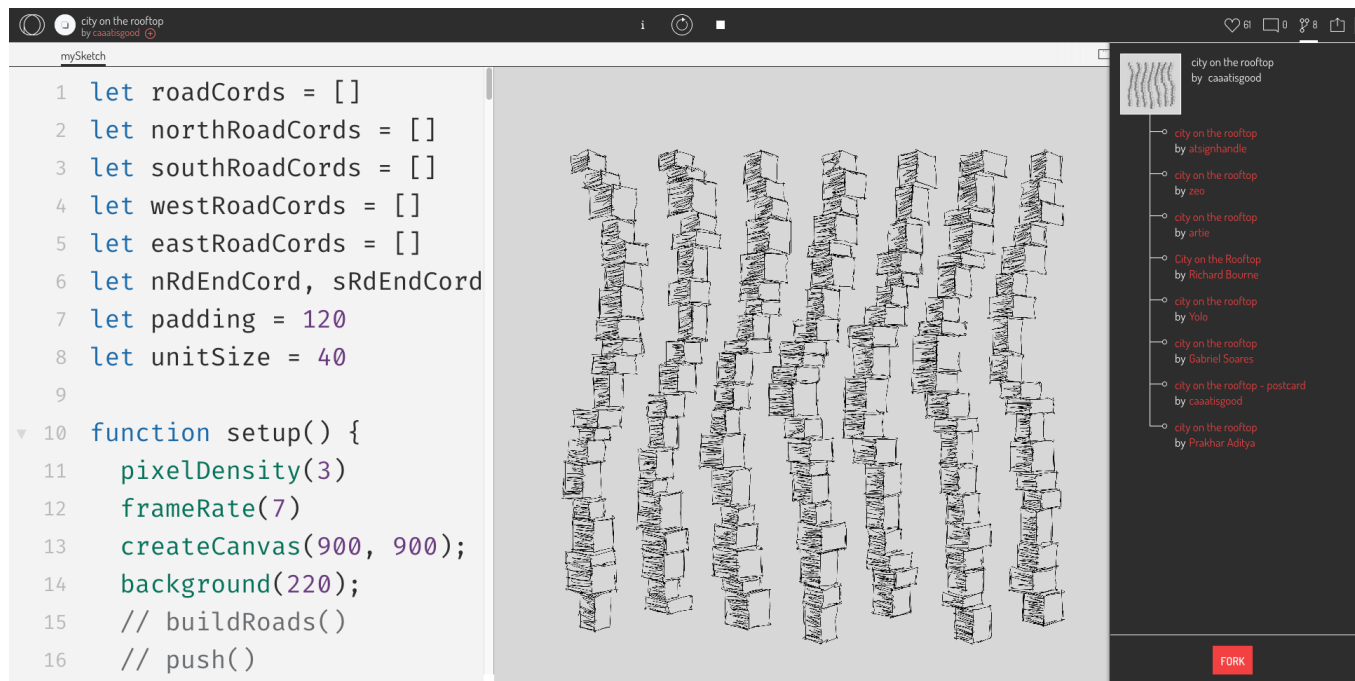 city on the rooftop
by caaatisgood
i
61
0
8
mySketch
1 let roadCords = []
2 let northRoadCords = []
3 let southRoadCords = []
4 let westRoadCords = []
5 let eastRoadCords = []
6 let nRdEndCord, sRdEndCord
7 let padding = 120
8 let unitSize = 40
9
10 function setup() {
11 pixelDensity(3)
12 frameRate(7)
13 createCanvas(900, 900);
14 background(220);
15 // buildRoads()
16 // push()
city on the rooftop
by caaatisgood
city on the rooftop
by atsignhandle
city on the rooftop
by zeo
city on the rooftop
by artie
City on the Rooftop
by Richard Bourne
city on the rooftop
by Yolo
city on the rooftop
by Gabriel Soares
city on the rooftop - postcard
by caaatisgood
city on the rooftop
by Prakhar Aditya
FORK